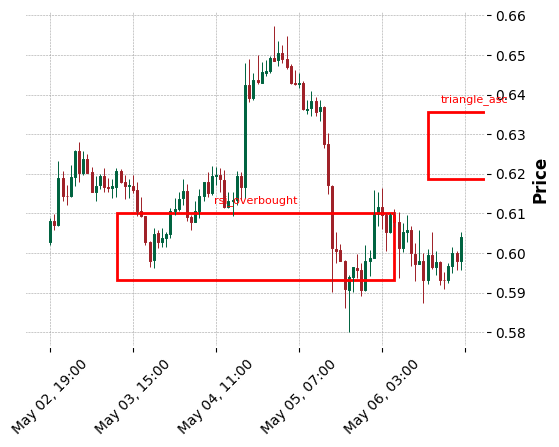 0.66
0.65
0.64
triangle_asc
0.63
0.62
rsi_overbought
0.61
0.60
0.59
0.58
Price
May 02, 19:00
May 03, 15:00
May 04, 11:00
May 05, 07:00
May 06, 03:00